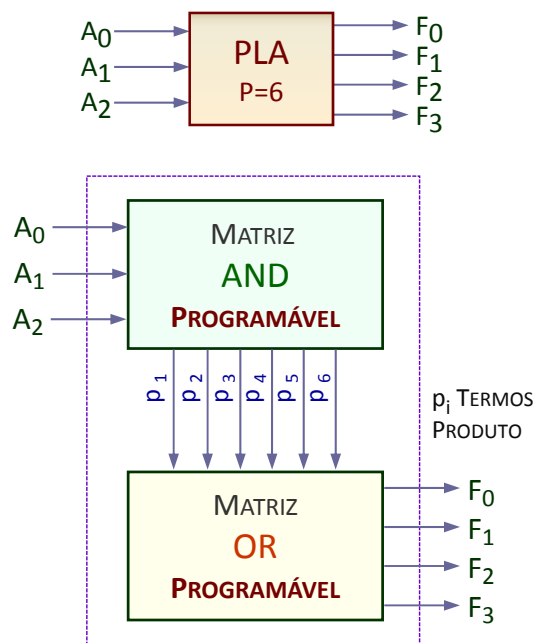 A0
A1
A2
PLA
P=6
F0
F1
F2
F3
A0
A1
A2
MATRIZ
AND
PROGRAMÁVEL
p1 p2 p3 p4 p5 p6
pi TERMOS
PRODUTO
MATRIZ
OR
PROGRAMÁVEL
F0
F1
F2
F3